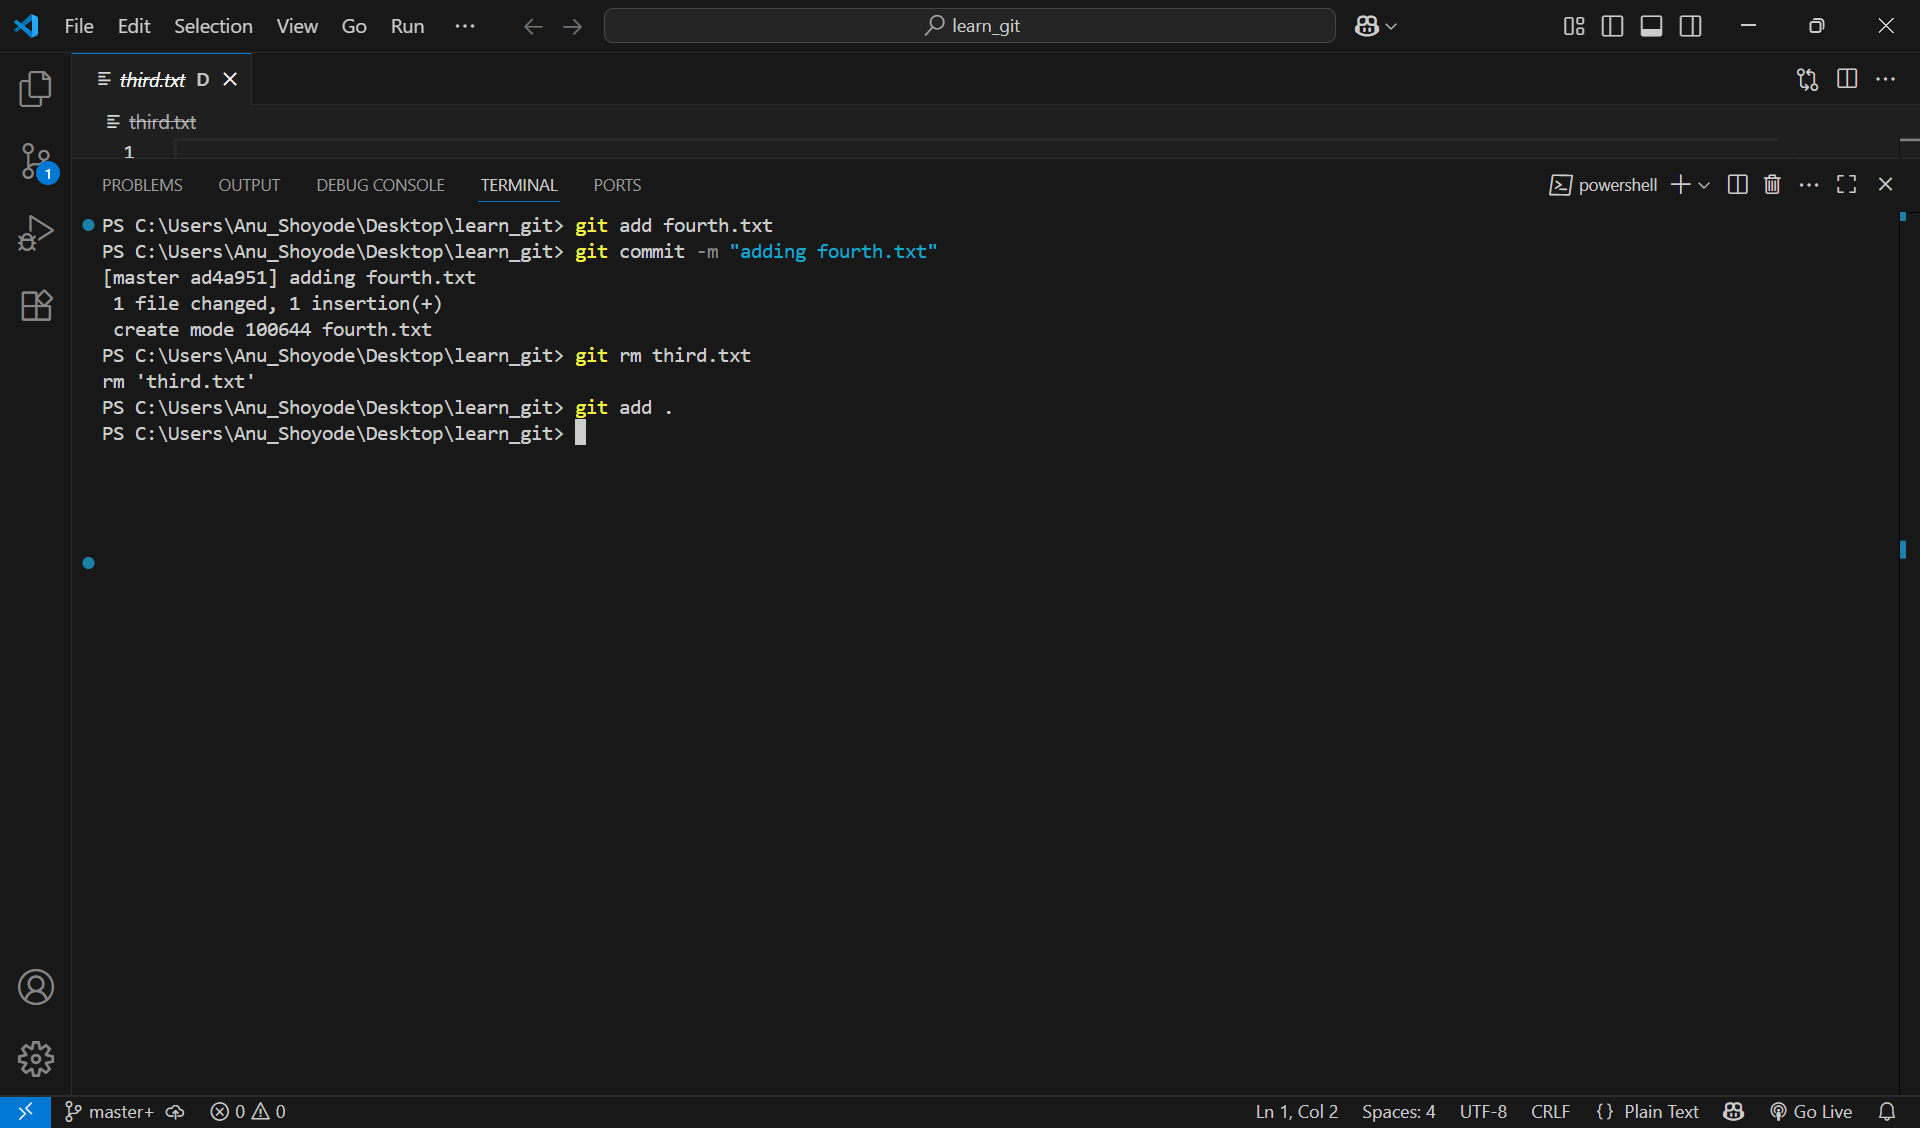 File Edit Selection View Go Run ··· learn_git
third.txt D
third.txt
1
1
PROBLEMS OUTPUT DEBUG CONSOLE TERMINAL PORTS powershell
PS C:\Users\Anu_Shoyode\Desktop\learn_git> git add fourth.txt
PS C:\Users\Anu_Shoyode\Desktop\learn_git> git commit -m "adding fourth.txt"
[master ad4a951] adding fourth.txt
1 file changed, 1 insertion(+)
create mode 100644 fourth.txt
PS C:\Users\Anu_Shoyode\Desktop\learn_git> git rm third.txt
rm 'third.txt'
PS C:\Users\Anu_Shoyode\Desktop\learn_git> git add .
PS C:\Users\Anu_Shoyode\Desktop\learn_git>
master+ 0 0 Ln 1, Col 2 Spaces: 4 UTF-8 CRLF {} Plain Text Go Live